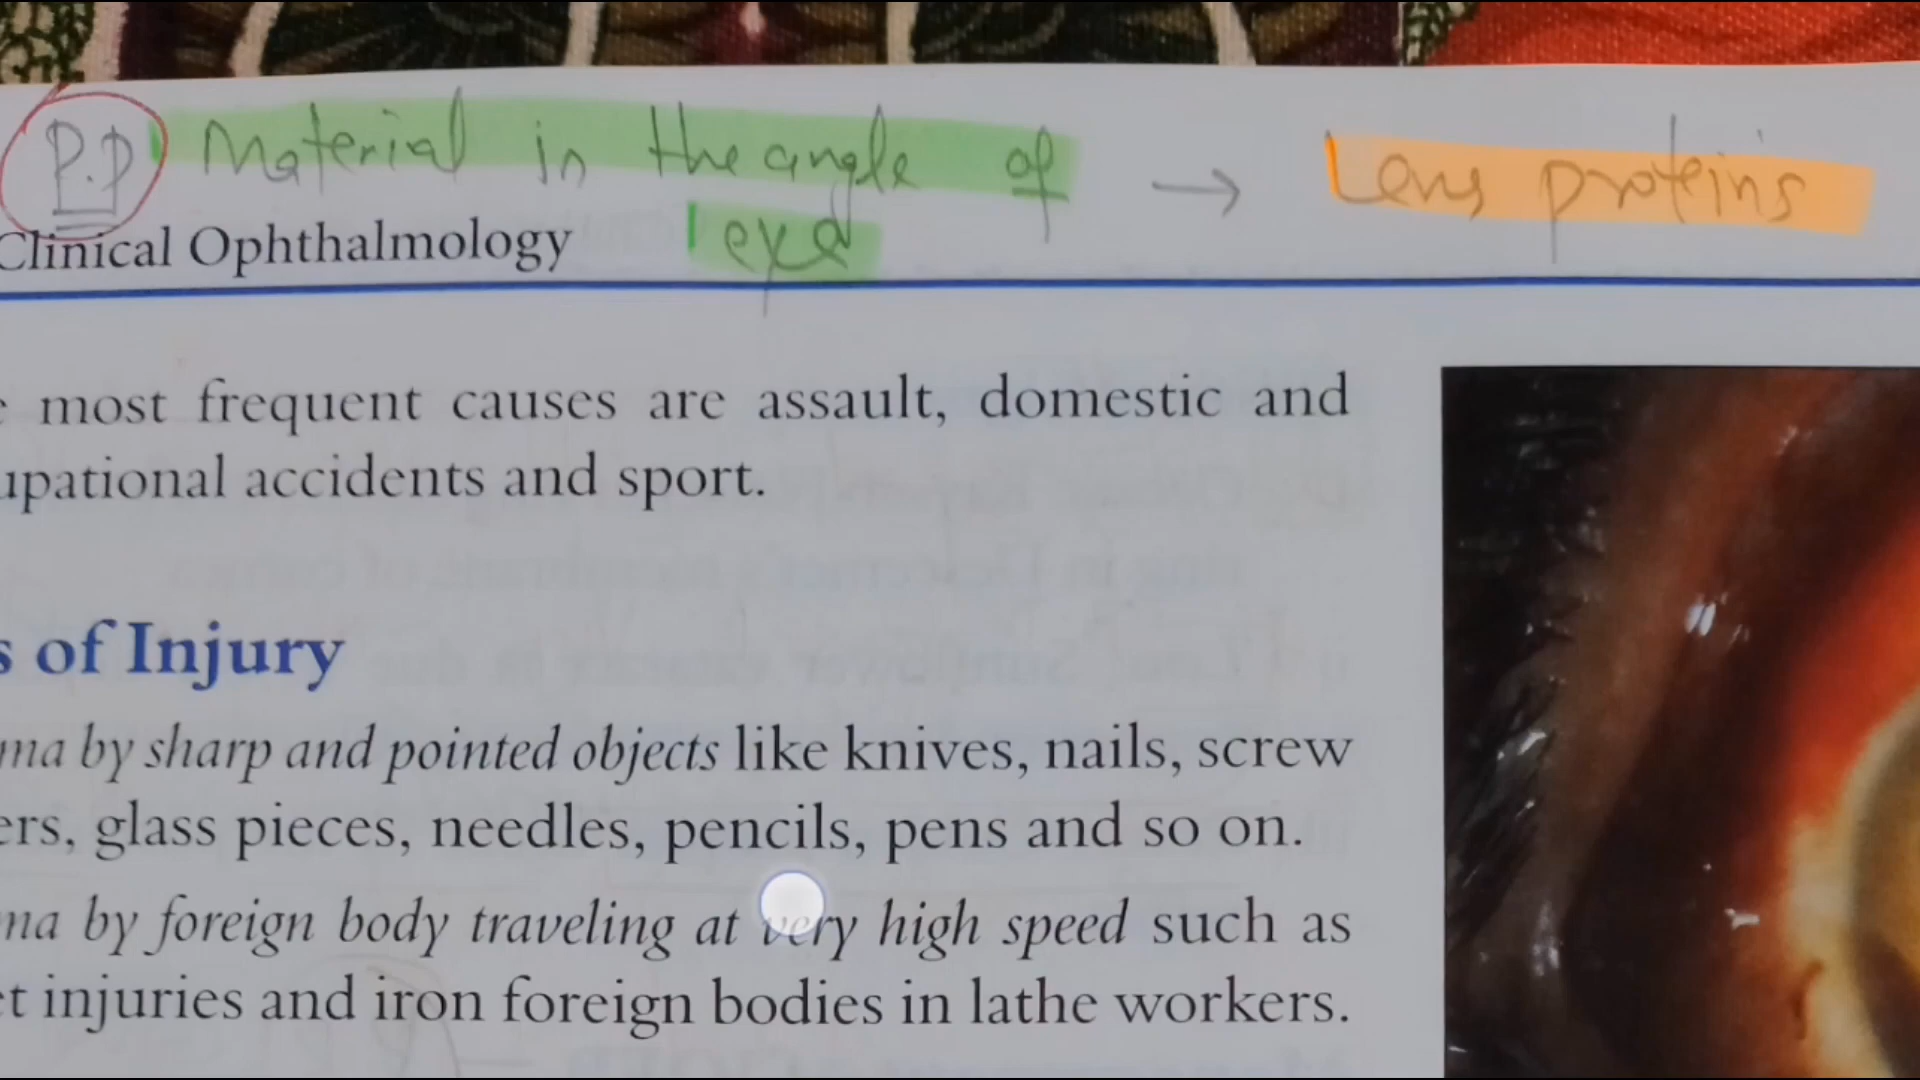 P.P Material in the angle of → Lens proteins
eye
Clinical Ophthalmology
most frequent causes are assault, domestic and
upational accidents and sport.
s of Injury
ma by sharp and pointed objects like knives, nails, screw
ers, glass pieces, needles, pencils, pens and so on.
ma by foreign body traveling at very high speed such as
et injuries and iron foreign bodies in lathe workers.